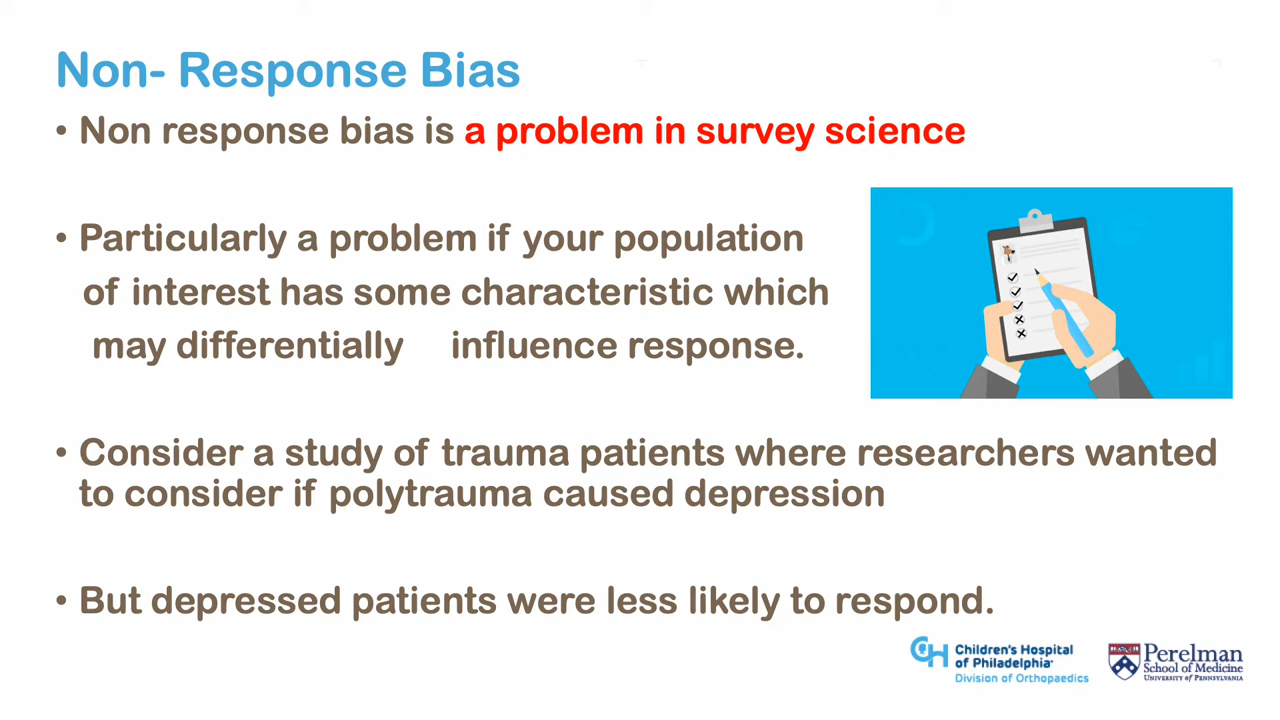 Non- Response Bias
• Non response bias is a problem in survey science
• Particularly a problem if your population
of interest has some characteristic which
may differentially influence response.
• Consider a study of trauma patients where researchers wanted
to consider if polytrauma caused depression
• But depressed patients were less likely to respond.
CH Children's Hospital
of Philadelphia
Division of Orthopaedics
Perelman
School of Medicine
University of Pennsylvania